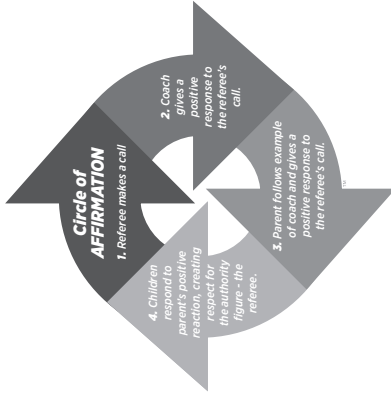 Circle of
AFFIRMATION
1. Referee makes a call
2. Coach
gives a
positive
response to
the referee's
call.
3. Parent follows example
of coach and gives a
positive response to
the referee's call.
4. Children
respond to
parent's positive
reaction, creating
respect for
the authority
figure - the
referee.
™